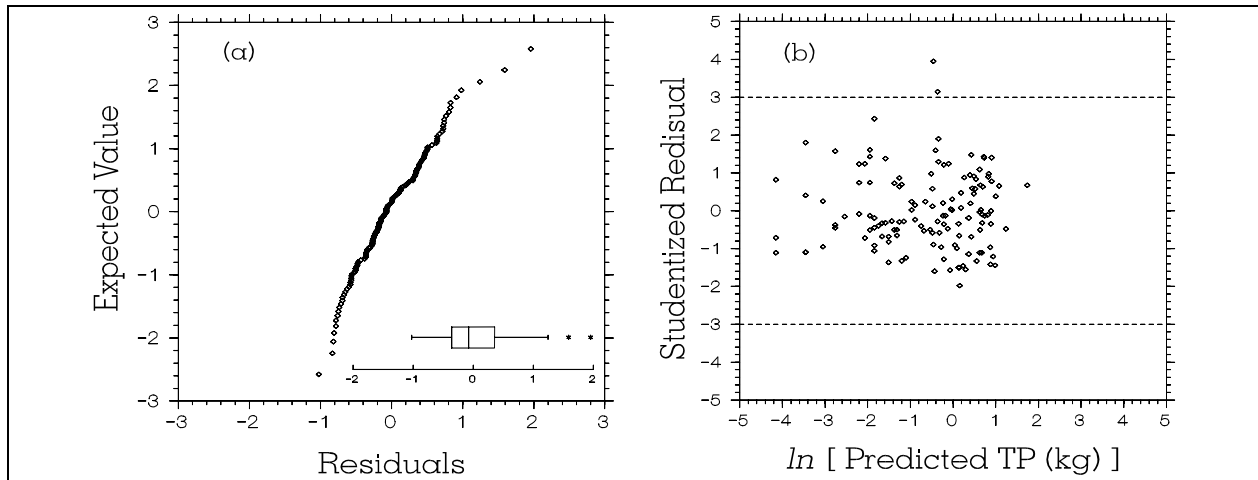 (a)
Expected Value
3
2
1
0
-1
-2
-3
-2 -1 0 1 2
-3 -2 -1 0 1 2 3
Residuals
(b)
Studentized Redisual
5
4
3
2
1
0
-1
-2
-3
-4
-5
-5 -4 -3 -2 -1 0 1 2 3 4 5
ln [ Predicted TP (kg) ]